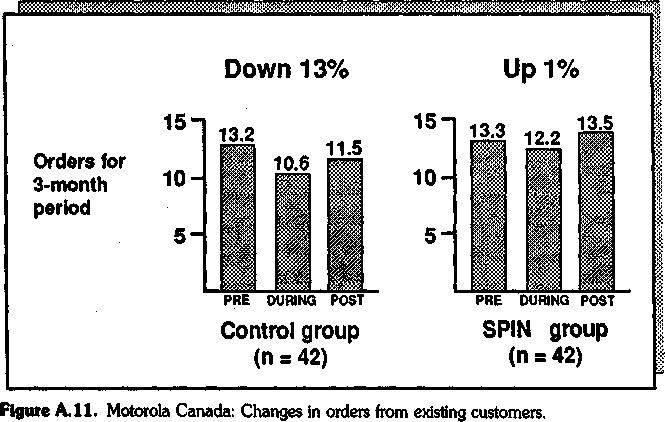 Down 13%
Up 1%
Orders for
3-month
period
15
10
5
13.2
10.6
11.5
PRE DURING POST
Control group
(n = 42)
15
10
5
13.3
12.2
13.5
PRE DURING POST
SPIN group
(n = 42)
Figure A.11. Motorola Canada: Changes in orders from existing customers.